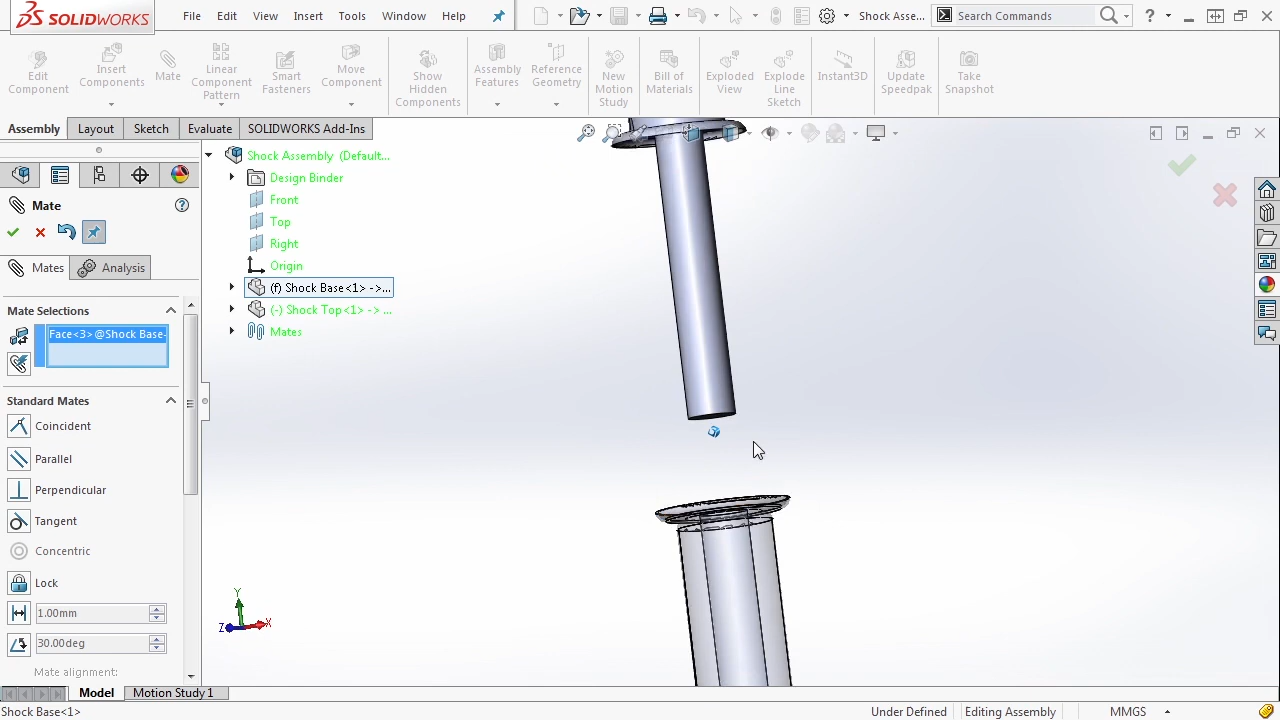 SOLIDWORKS
File Edit View Insert Tools Window Help
Shock Asse...
Search Commands
?
Edit Component
Insert Components
Mate
Linear Component Pattern
Smart Fasteners
Move Component
Show Hidden Components
Assembly Features
Reference Geometry
New Motion Study
Bill of Materials
Exploded View
Explode Line Sketch
Instant3D
Update Speedpak
Take Snapshot
Assembly Layout Sketch Evaluate SOLIDWORKS Add-Ins
Shock Assembly (Default...
Design Binder
Front
Top
Right
Origin
(f) Shock Base<1> ->...
(-) Shock Top<1> -> ...
Mates
Mate
?
Mates Analysis
Mate Selections
Face<3>@Shock Base-
Standard Mates
Coincident
Parallel
Perpendicular
Tangent
Concentric
Lock
1.00mm
30.00deg
Mate alignment:
Y
Z X
Model Motion Study 1
Shock Base<1> Under Defined Editing Assembly MMGS